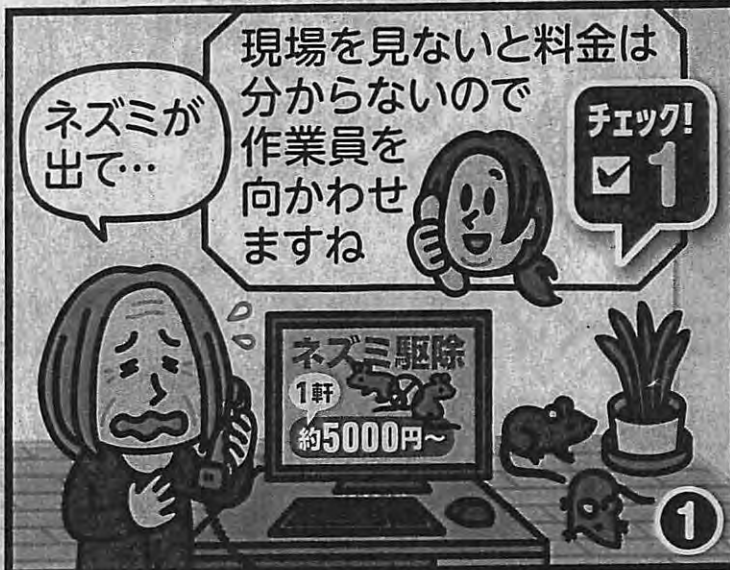 現場を見ないと料金は
分からないので
作業員を
向かわせ
ますね
ネズミが
出て…
チェック!
1
ネズミ駆除
1軒
約5000円~
1